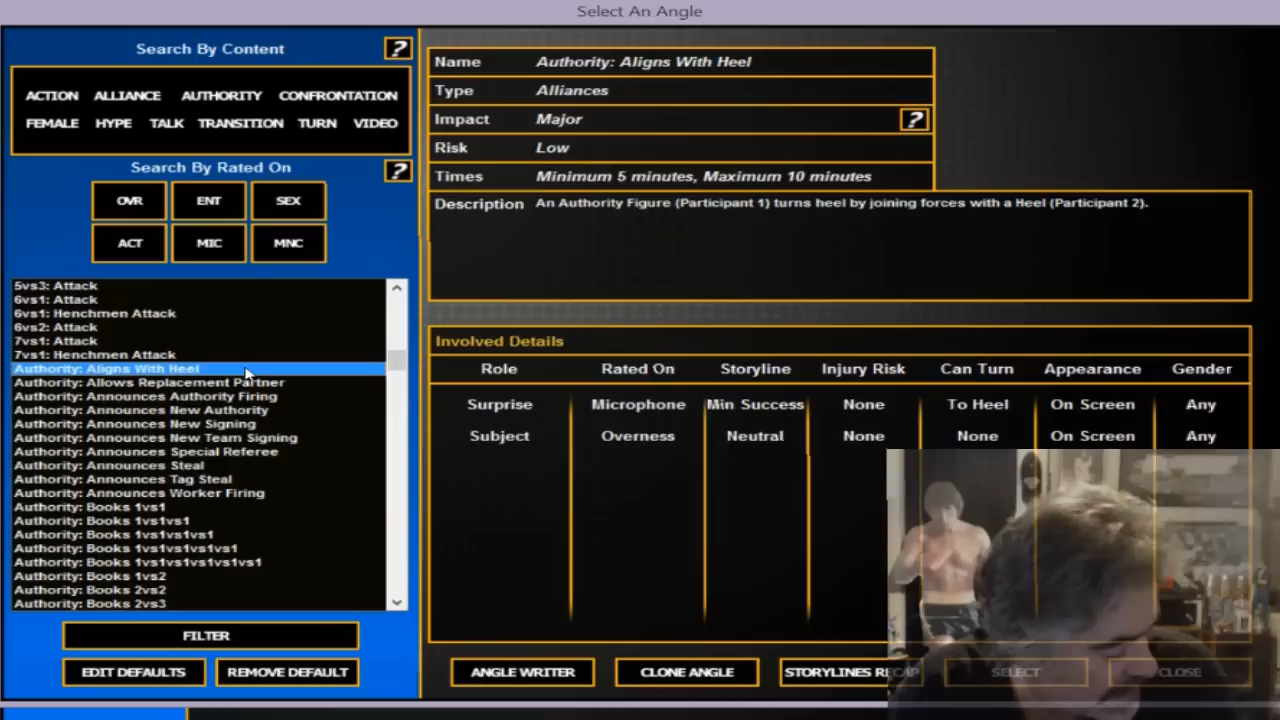 Select An Angle
Search By Content ?
ACTION ALLIANCE AUTHORITY CONFRONTATION
FEMALE HYPE TALK TRANSITION TURN VIDEO
Search By Rated On ?
OVR ENT SEX
ACT MIC MNC
5vs3: Attack
6vs1: Attack
6vs1: Henchmen Attack
6vs2: Attack
7vs1: Attack
7vs1: Henchmen Attack
Authority: Aligns With Heel
Authority: Allows Replacement Partner
Authority: Announces Authority Firing
Authority: Announces New Authority
Authority: Announces New Signing
Authority: Announces New Team Signing
Authority: Announces Special Referee
Authority: Announces Steal
Authority: Announces Tag Steal
Authority: Announces Worker Firing
Authority: Books 1vs1
Authority: Books 1vs1vs1
Authority: Books 1vs1vs1vs1
Authority: Books 1vs1vs1vs1vs1
Authority: Books 1vs1vs1vs1vs1vs1
Authority: Books 1vs2
Authority: Books 2vs2
Authority: Books 2vs3
FILTER
EDIT DEFAULTS REMOVE DEFAULT
Name Authority: Aligns With Heel
Type Alliances
Impact Major ?
Risk Low
Times Minimum 5 minutes, Maximum 10 minutes
Description An Authority Figure (Participant 1) turns heel by joining forces with a Heel (Participant 2).
Involved Details
Role Rated On Storyline Injury Risk Can Turn Appearance Gender
Surprise Microphone Min Success None To Heel On Screen Any
Subject Overness Neutral None None On Screen Any
ANGLE WRITER CLONE ANGLE STORYLINES RECAP SELECT CLOSE